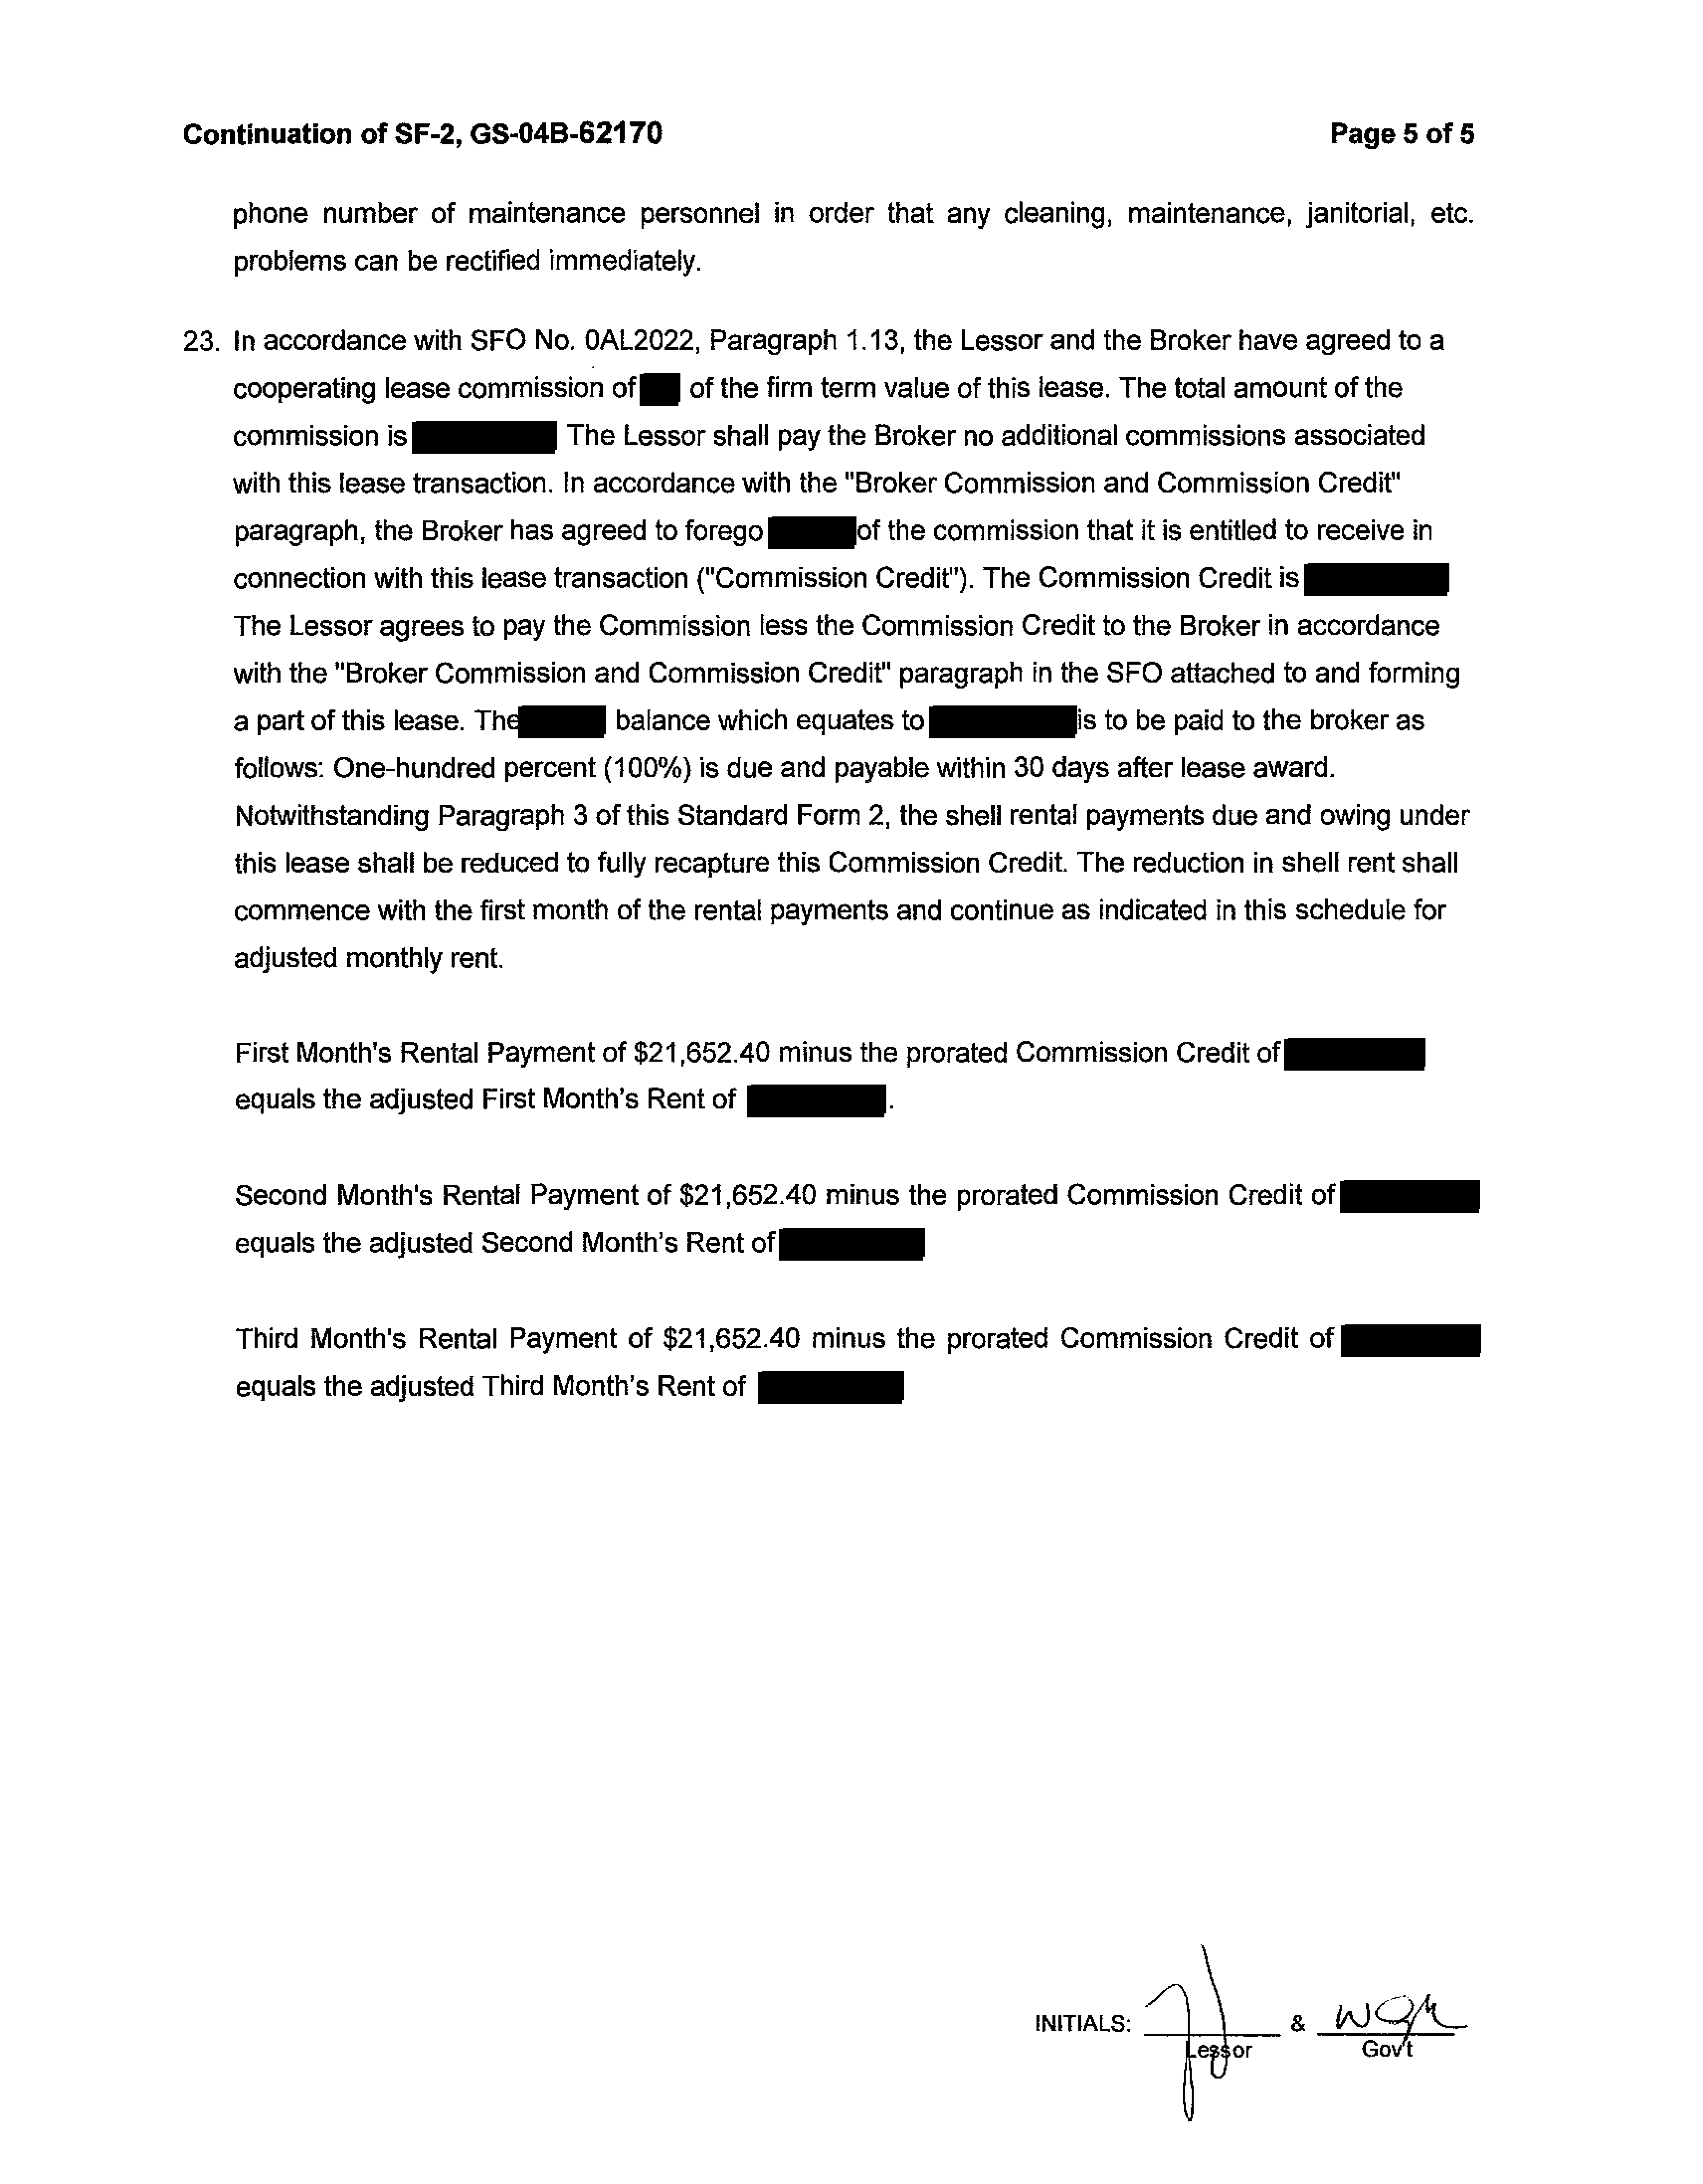 Continuation of SF-2, GS-04B-62170 Page 5 of 5
phone number of maintenance personnel in order that any cleaning, maintenance, janitorial, etc.
problems can be rectified immediately.
23. In accordance with SFO No. 0AL2022, Paragraph 1.13, the Lessor and the Broker have agreed to a
cooperating lease commission of of the firm term value of this lease. The total amount of the
commission is The Lessor shall pay the Broker no additional commissions associated
with this lease transaction. In accordance with the "Broker Commission and Commission Credit"
paragraph, the Broker has agreed to forego of the commission that it is entitled to receive in
connection with this lease transaction ("Commission Credit"). The Commission Credit is
The Lessor agrees to pay the Commission less the Commission Credit to the Broker in accordance
with the "Broker Commission and Commission Credit" paragraph in the SFO attached to and forming
a part of this lease. The balance which equates to is to be paid to the broker as
follows: One-hundred percent (100%) is due and payable within 30 days after lease award.
Notwithstanding Paragraph 3 of this Standard Form 2, the shell rental payments due and owing under
this lease shall be reduced to fully recapture this Commission Credit. The reduction in shell rent shall
commence with the first month of the rental payments and continue as indicated in this schedule for
adjusted monthly rent.
First Month's Rental Payment of $21,652.40 minus the prorated Commission Credit of
equals the adjusted First Month's Rent of .
Second Month's Rental Payment of $21,652.40 minus the prorated Commission Credit of
equals the adjusted Second Month's Rent of
Third Month's Rental Payment of $21,652.40 minus the prorated Commission Credit of
equals the adjusted Third Month's Rent of
INITIALS: &
Lessor Gov't